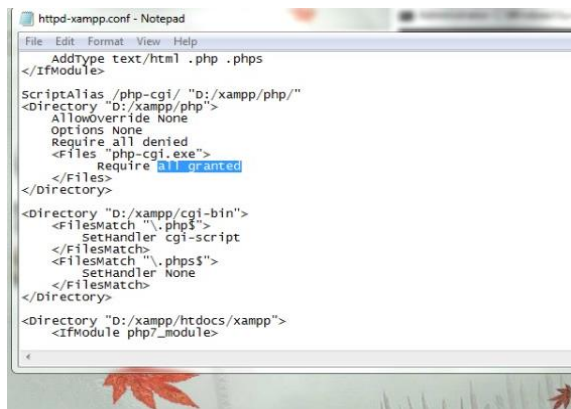 httpd-xampp.conf - Notepad
File Edit Format View Help
AddType text/html .php .phps
</IfModule>
ScriptAlias /php-cgi/ "D:/xampp/php/"
<Directory "D:/xampp/php">
AllowOverride None
Options None
Require all denied
<Files "php-cgi.exe">
Require all granted
</Files>
</Directory>
<Directory "D:/xampp/cgi-bin">
<FilesMatch "\.php$">
SetHandler cgi-script
</FilesMatch>
<FilesMatch "\.phps$">
SetHandler None
</FilesMatch>
</Directory>
<Directory "D:/xampp/htdocs/xampp">
<IfModule php7_module>